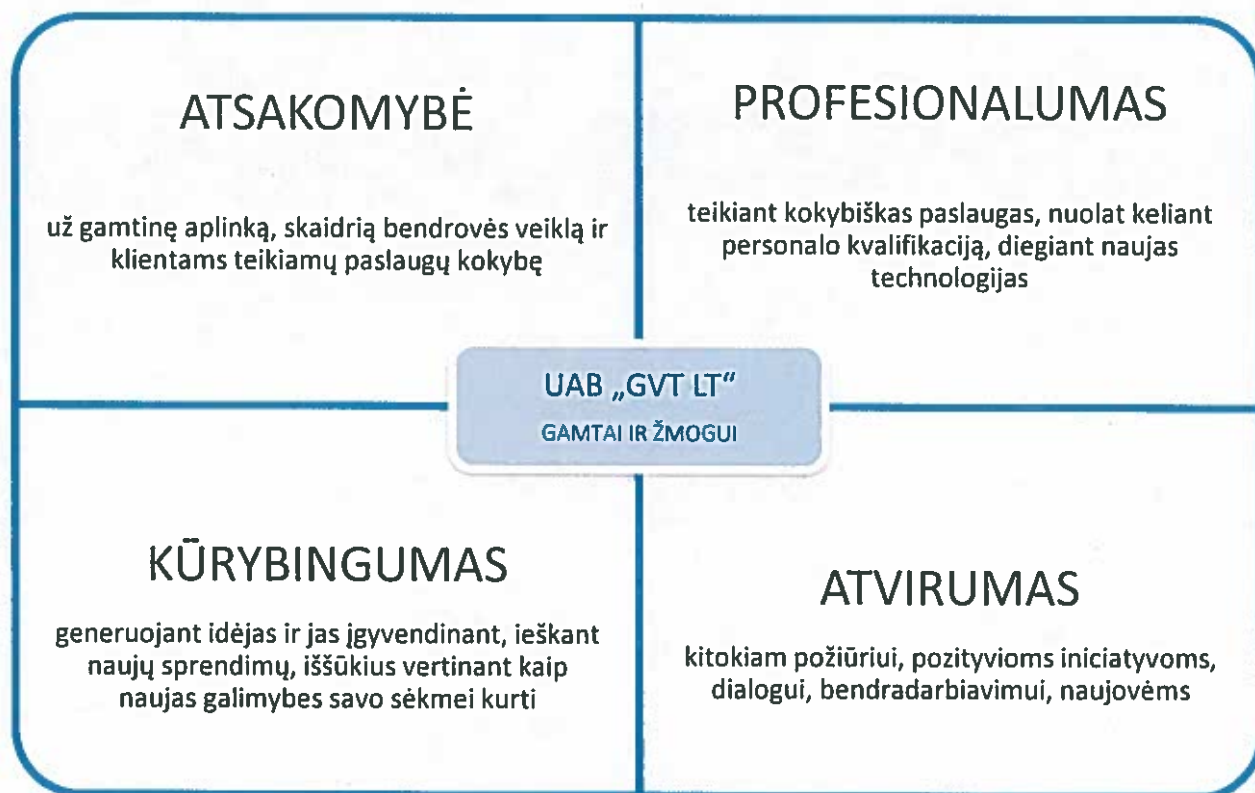 ATSAKOMYBĖ
už gamtinę aplinką, skaidrią bendrovės veiklą ir
klientams teikiamų paslaugų kokybę
PROFESIONALUMAS
teikiant kokybiškas paslaugas, nuolat keliant
personalo kvalifikaciją, diegiant naujas
technologijas
UAB „GVT LT“
GAMTAI IR ŽMOGUI
KŪRYBINGUMAS
generuojant idėjas ir jas įgyvendinant, ieškant
naujų sprendimų, iššūkius vertinant kaip
naujas galimybes savo sėkmei kurti
ATVIRUMAS
kitokiam požiūriui, pozityvioms iniciatyvoms,
dialogui, bendradarbiavimui, naujovėms